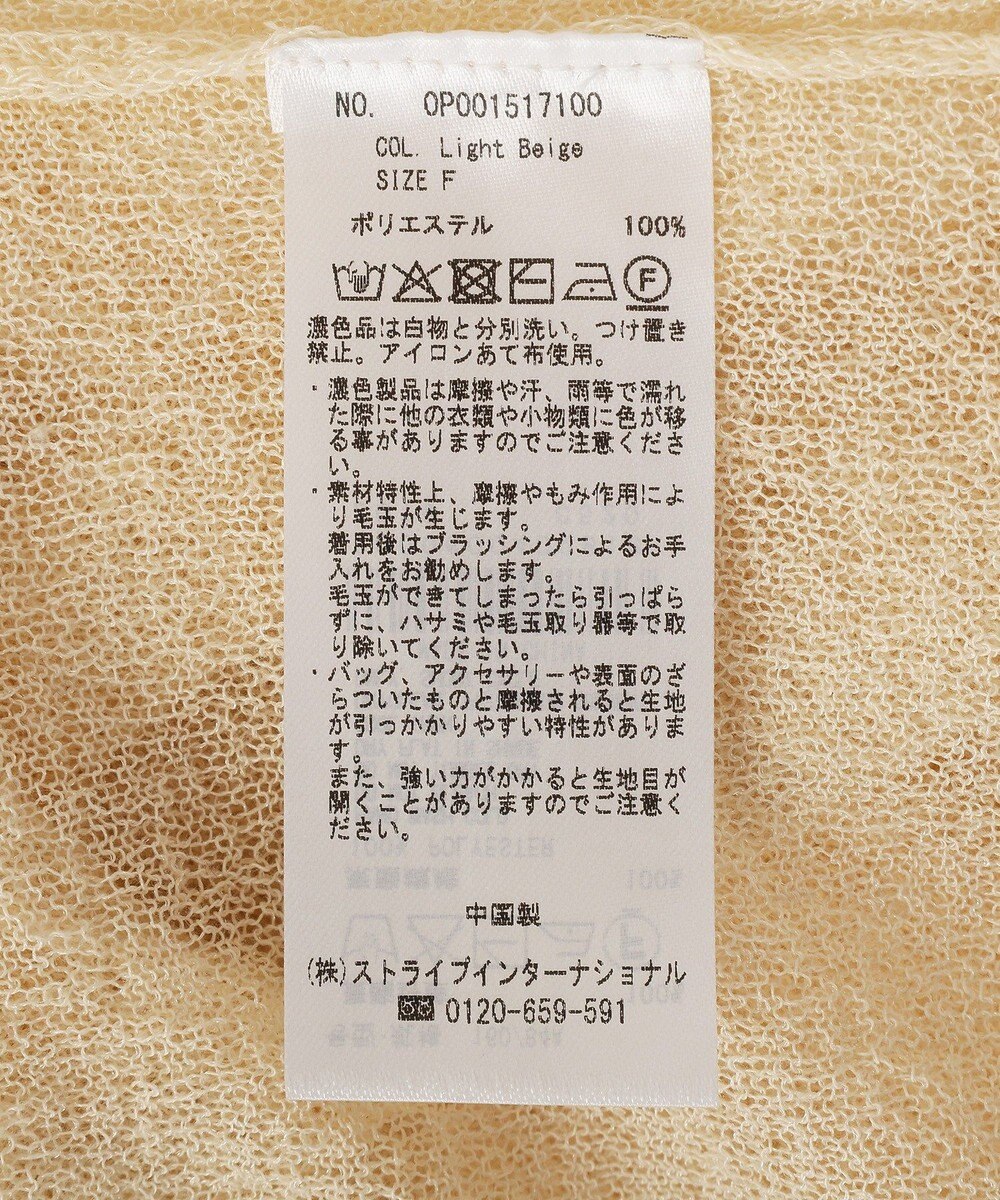 NO. OP001517100
COL. Light Beige
SIZE F
ポリエステル 100%
F
濃色品は白物と分別洗い。つけ置き
禁止。アイロンあて布使用。
・濃色製品は摩擦や汗、雨等で濡れ
た際に他の衣類や小物類に色が移
る事がありますのでご注意くださ
い。
・素材特性上、摩擦やもみ作用によ
り毛玉が生じます。
着用後はブラッシングによるお手
入れをお勧めします。
毛玉ができてしまったら引っぱら
ずに、ハサミや毛玉取り器等で取
り除いてください。
・バッグ、アクセサリーや表面のざ
らついたものと摩擦されると生地
が引っかかりやすい特性がありま
す。
また、強い力がかかると生地目が
開くことがありますのでご注意く
ださい。
中国製
(株)ストライプインターナショナル
0120-659-591